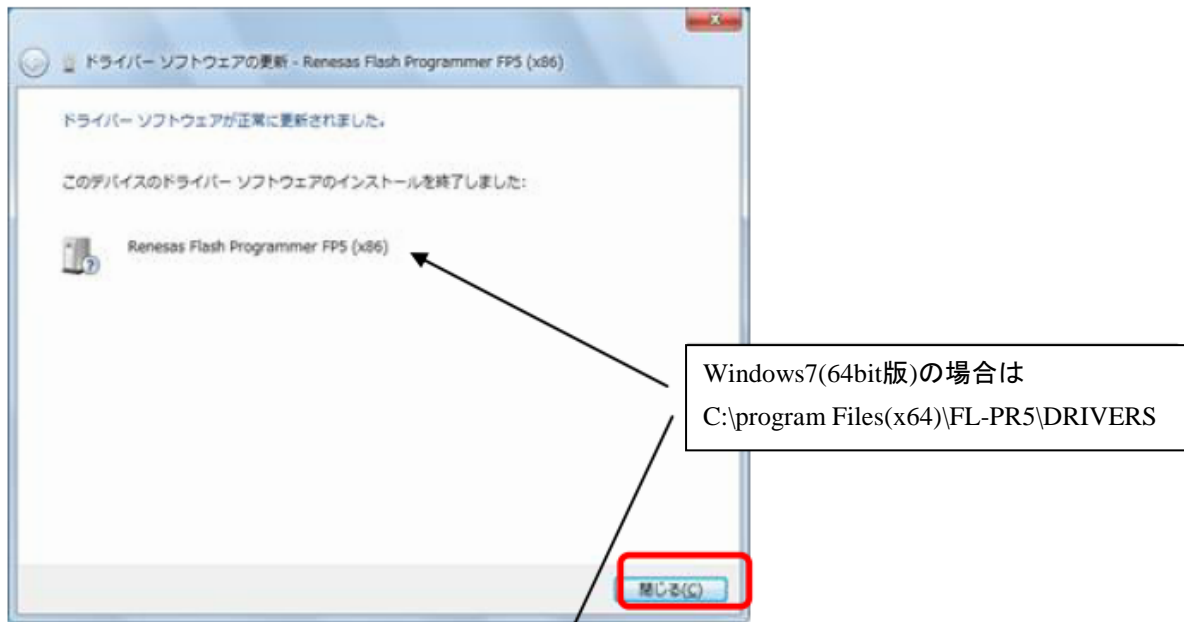 ドライバー ソフトウェアの更新 - Renesas Flash Programmer FP5 (x86)
ドライバー ソフトウェアが正常に更新されました。
このデバイスのドライバー ソフトウェアのインストールを終了しました:
Renesas Flash Programmer FP5 (x86)
Windows7(64bit版)の場合は
C:\program Files(x64)\FL-PR5\DRIVERS
閉じる(C)